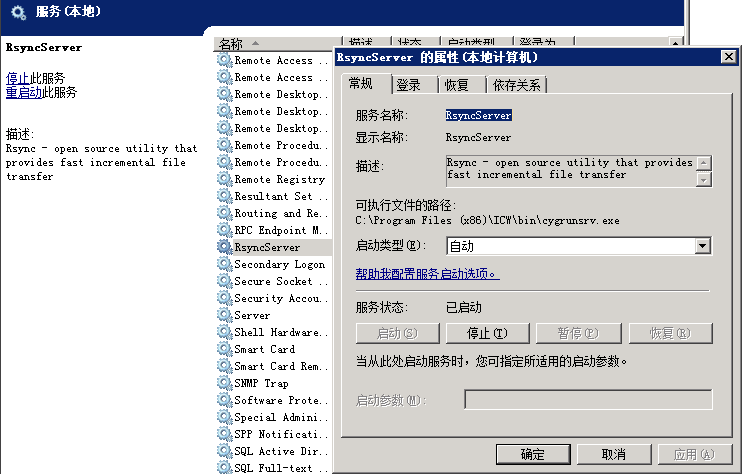 服务(本地)
RsyncServer
停止此服务
重启动此服务
描述:
Rsync - open source utility that
provides fast incremental file
transfer
名称
描述
状态
启动类型
登录为
Remote Access ...
Remote Access ...
Remote Desktop...
Remote Desktop...
Remote Desktop...
Remote Procedu...
Remote Procedu...
Remote Registry
Resultant Set ...
Routing and Re...
RPC Endpoint M...
RsyncServer
Secondary Logon
Secure Socket ...
Security Accou...
Server
Shell Hardware...
Smart Card
Smart Card Rem...
SNMP Trap
Software Prote...
Special Admini...
SPP Notificati...
SQL Active Dir...
SQL Full-text ...
RsyncServer 的属性(本地计算机)
常规
登录
恢复
依存关系
服务名称:
RsyncServer
显示名称:
RsyncServer
描述:
Rsync - open source utility that provides
fast incremental file transfer
可执行文件的路径:
C:\Program Files (x86)\ICW\bin\cygrunsrv.exe
启动类型(E):
自动
帮助我配置服务启动选项。
服务状态:
已启动
启动(S)
停止(T)
暂停(P)
恢复(R)
当从此处启动服务时，您可指定所适用的启动参数。
启动参数(M):
确定
取消
应用(A)